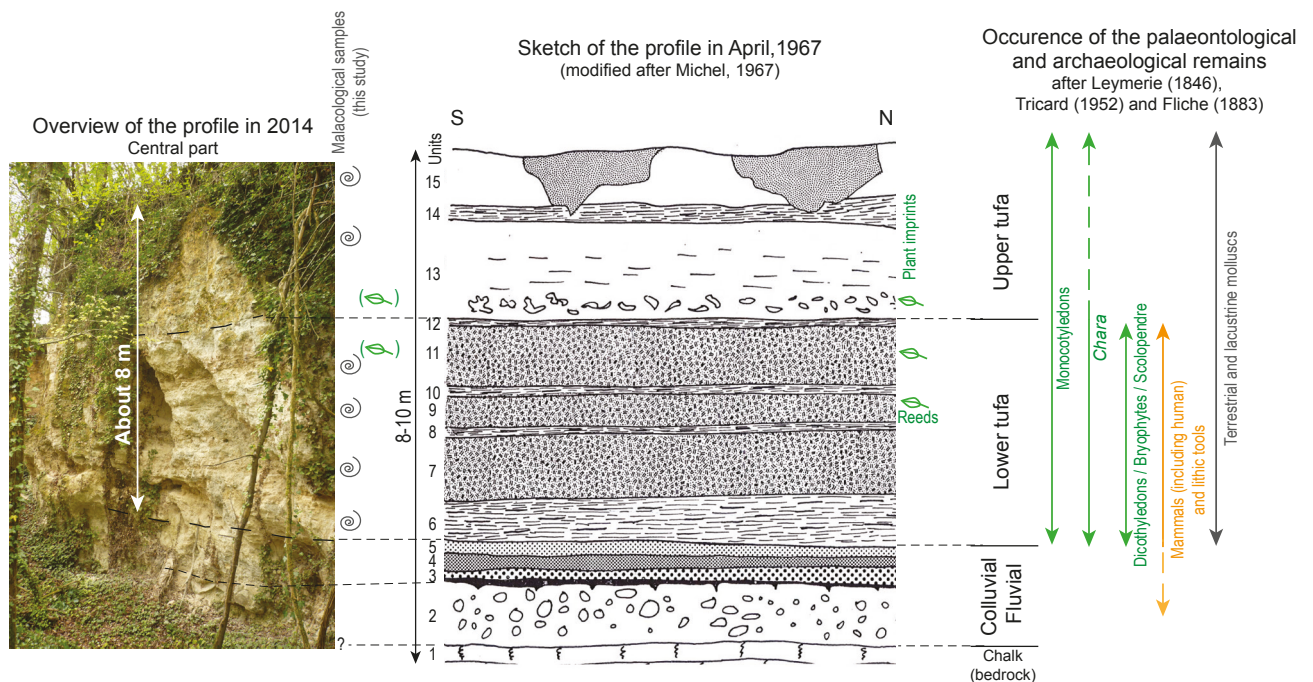 Overview of the profile in 2014
Central part
About 8 m
Malacological samples
(this study)
( )
( )
?
Sketch of the profile in April,1967
(modified after Michel, 1967)
S
N
Units
15
14
13
12
11
10
9
8
7
6
5
4
3
2
1
8-10 m
Plant imprints
Reeds
Upper tufa
Lower tufa
Colluvial
Fluvial
Chalk
(bedrock)
Occurence of the palaeontological
and archaeological remains
after Leymerie (1846),
Tricard (1952) and Fliche (1883)
Monocotyledons
Chara
Dicothyledons / Bryophytes / Scolopendre
Mammals (including human)
and lithic tools
Terrestrial and lacustrine molluscs